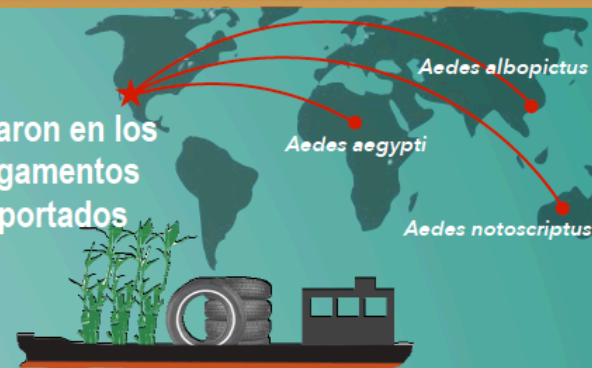 Aedes albopictus
aron en los
Aedes aegypti
gamentos
portados
Aedes notoscriptus